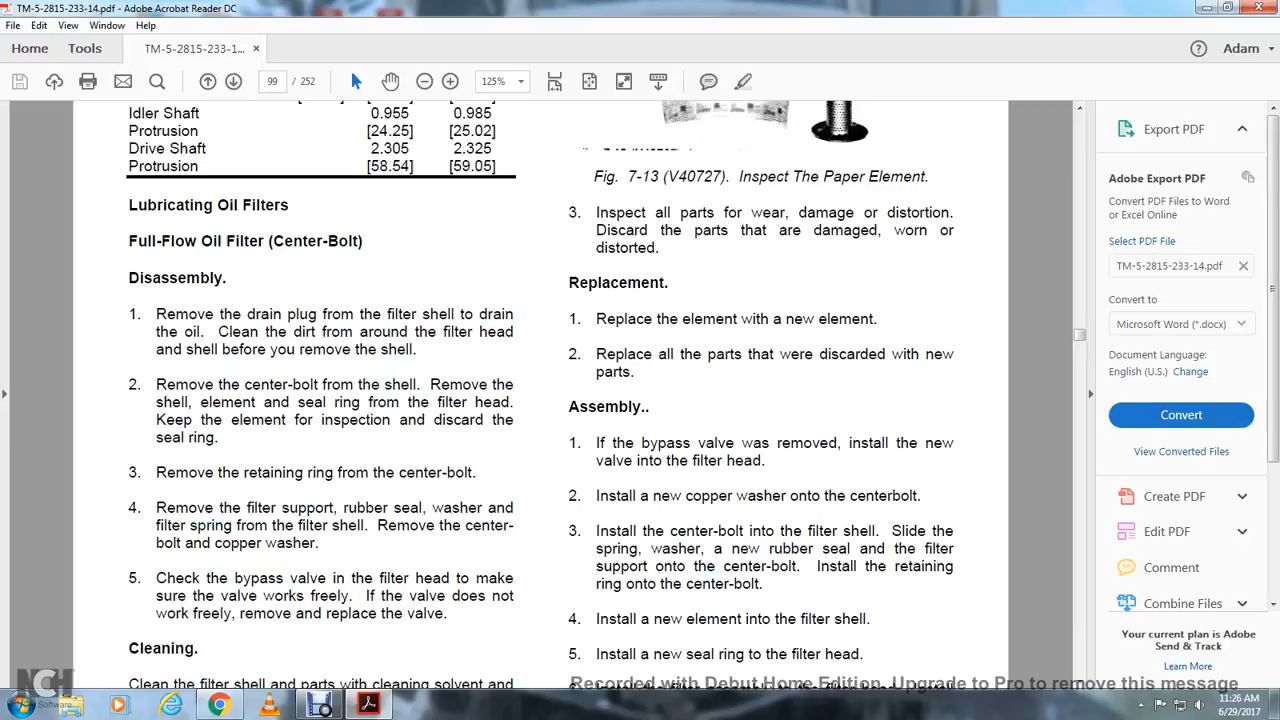 TM-5-2815-233-14.pdf - Adobe Acrobat Reader DC
File Edit View Window Help
Home Tools TM-5-2815-233-1... × Adam
99 / 252 125%
Idler Shaft 0.955 0.985
Protrusion [24.25] [25.02]
Drive Shaft 2.305 2.325
Protrusion [58.54] [59.05]
Lubricating Oil Filters
Full-Flow Oil Filter (Center-Bolt)
Disassembly.
1. Remove the drain plug from the filter shell to drain
the oil. Clean the dirt from around the filter head
and shell before you remove the shell.
2. Remove the center-bolt from the shell. Remove the
shell, element and seal ring from the filter head.
Keep the element for inspection and discard the
seal ring.
3. Remove the retaining ring from the center-bolt.
4. Remove the filter support, rubber seal, washer and
filter spring from the filter shell. Remove the center-
bolt and copper washer.
5. Check the bypass valve in the filter head to make
sure the valve works freely. If the valve does not
work freely, remove and replace the valve.
Cleaning.
Clean the filter shell and parts with cleaning solvent and
Fig. 7-13 (V40727). Inspect The Paper Element.
3. Inspect all parts for wear, damage or distortion.
Discard the parts that are damaged, worn or
distorted.
Replacement.
1. Replace the element with a new element.
2. Replace all the parts that were discarded with new
parts.
Assembly..
1. If the bypass valve was removed, install the new
valve into the filter head.
2. Install a new copper washer onto the centerbolt.
3. Install the center-bolt into the filter shell. Slide the
spring, washer, a new rubber seal and the filter
support onto the center-bolt. Install the retaining
ring onto the center-bolt.
4. Install a new element into the filter shell.
5. Install a new seal ring to the filter head.
Export PDF
Adobe Export PDF
Convert PDF Files to Word
or Excel Online
Select PDF File
TM-5-2815-233-14.pdf
Convert to
Microsoft Word (*.docx)
Document Language:
English (U.S.) Change
Convert
View Converted Files
Create PDF
Edit PDF
Comment
Combine Files
Your current plan is Adobe
Send & Track
Learn More
Recorded with Debut Home Edition. Upgrade to Pro to remove this message
NCH
Software
11:26 AM
6/29/2017